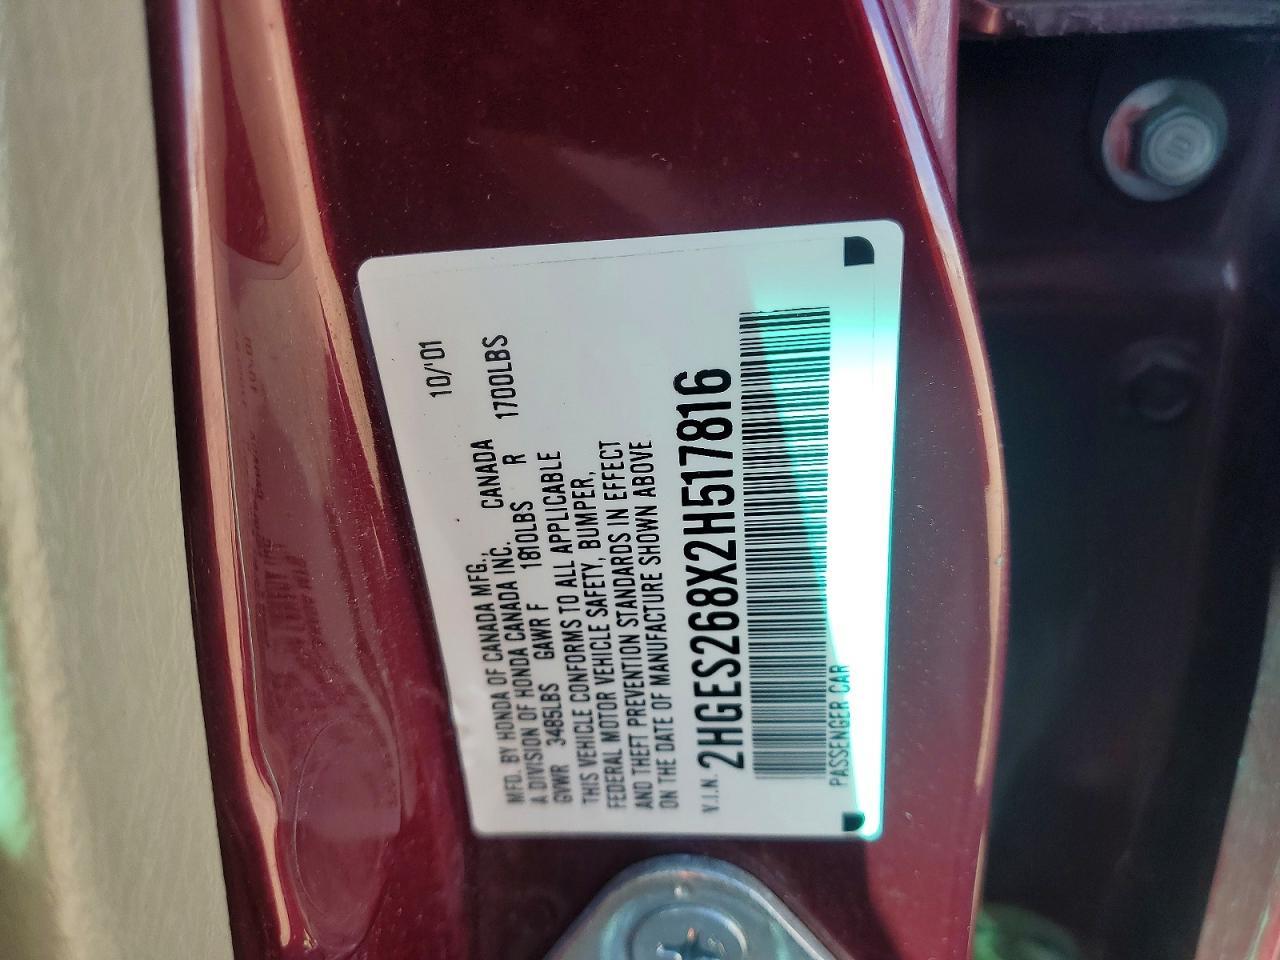 10/'01
MFD. BY HONDA OF CANADA MFG., CANADA
A DIVISION OF HONDA CANADA INC.
GVWR 3485LBS GAWR F 1810LBS R 1700LBS
THIS VEHICLE CONFORMS TO ALL APPLICABLE
FEDERAL MOTOR VEHICLE SAFETY, BUMPER,
AND THEFT PREVENTION STANDARDS IN EFFECT
ON THE DATE OF MANUFACTURE SHOWN ABOVE
V.I.N. 2HGES268X2H517816
PASSENGER CAR